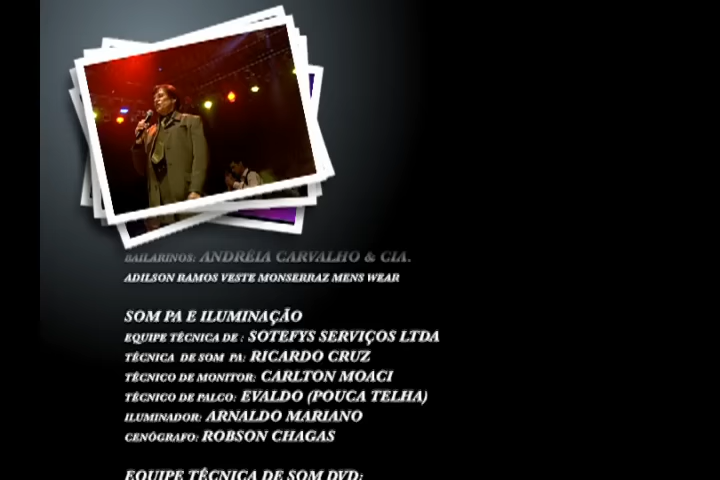 BAILARINOS: ANDRÉIA CARVALHO & CIA.
ADILSON RAMOS VESTE MONSERRAZ MENS WEAR
SOM PA E ILUMINAÇÃO
EQUIPE TÉCNICA DE : SOTEFYS SERVIÇOS LTDA
TÉCNICA DE SOM PA: RICARDO CRUZ
TÉCNICO DE MONITOR: CARLTON MOACI
TÉCNICO DE PALCO: EVALDO (POUCA TELHA)
ILUMINADOR: ARNALDO MARIANO
CENÓGRAFO: ROBSON CHAGAS
EQUIPE TÉCNICA DE SOM DVD: